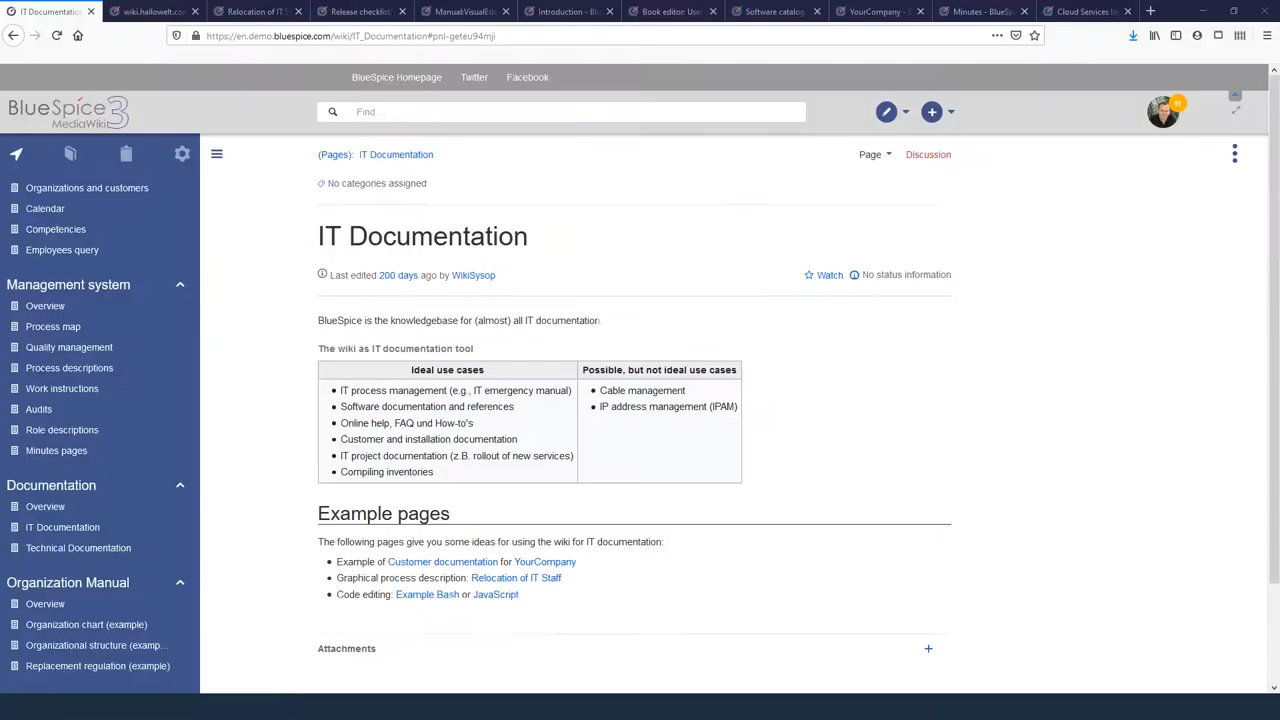 IT Documentation
wiki.hallowelt.com
Relocation of IT S
Release checklist
Manual:VisualEd
Introduction - Blu
Book editor: User
Software catalog
YourCompany -
Minutes - BlueSpic
Cloud Services In
https://en.demo.bluespice.com/wiki/IT_Documentation#pnl-geteu94mji
BlueSpice Homepage Twitter Facebook
BlueSpice 3
MediaWiki
Find ...
11
(Pages): IT Documentation
Page
Discussion
No categories assigned
IT Documentation
Last edited 200 days ago by WikiSysop
Watch
No status information
BlueSpice is the knowledgebase for (almost) all IT documentation.
The wiki as IT documentation tool
Ideal use cases
Possible, but not ideal use cases
IT process management (e.g., IT emergency manual)
Software documentation and references
Online help, FAQ und How-to's
Customer and installation documentation
IT project documentation (z.B. rollout of new services)
Compiling inventories
Cable management
IP address management (IPAM)
Example pages
The following pages give you some ideas for using the wiki for IT documentation:
Example of Customer documentation for YourCompany
Graphical process description: Relocation of IT Staff
Code editing: Example Bash or JavaScript
Attachments
Organizations and customers
Calendar
Competencies
Employees query
Management system
Overview
Process map
Quality management
Process descriptions
Work instructions
Audits
Role descriptions
Minutes pages
Documentation
Overview
IT Documentation
Technical Documentation
Organization Manual
Overview
Organization chart (example)
Organizational structure (examp...
Replacement regulation (example)